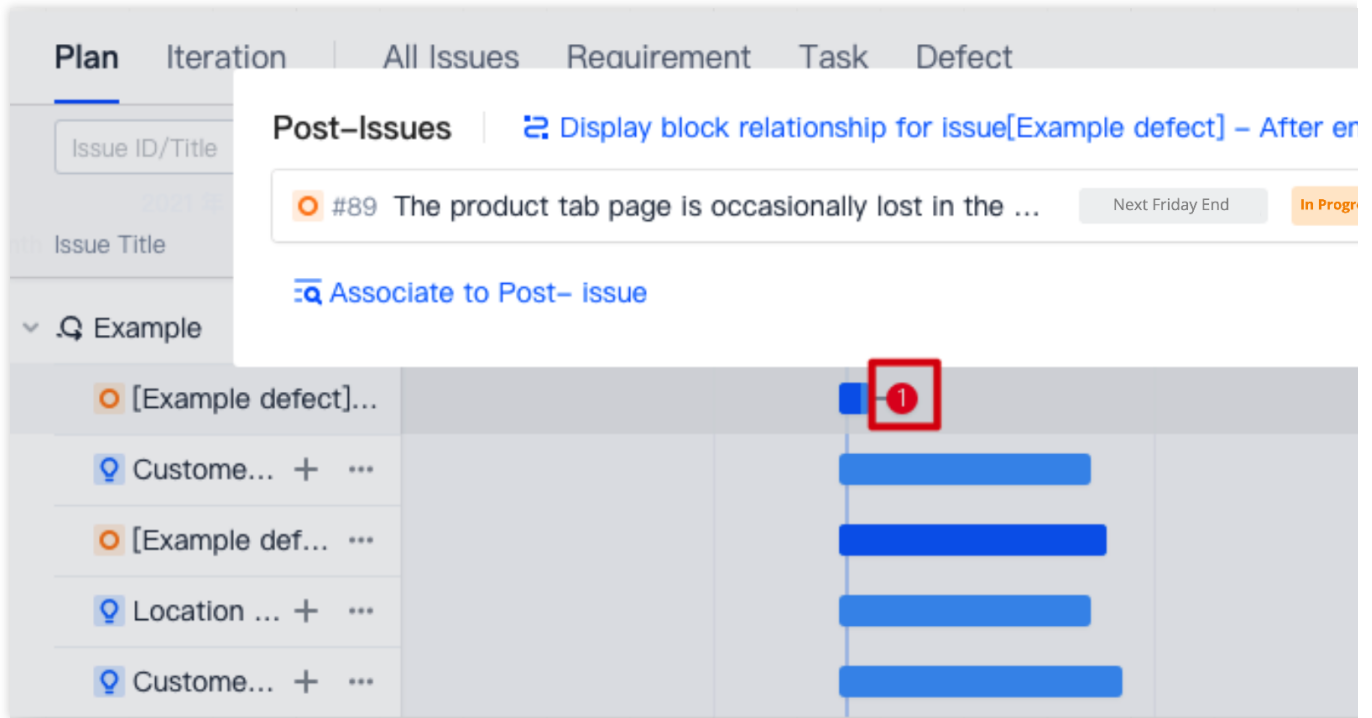 Plan Iteration All Issues Requirement Task Defect
Post-Issues Display block relationship for issue[Example defect] - After
Issue ID/Title
#89 The product tab page is occasionally lost in the ... Next Friday End In
Issue Title
Associate to Post- issue
Example
[Example defect]...
1
Custome... + ...
[Example def... ...
Location ... + ...
Custome... + ...